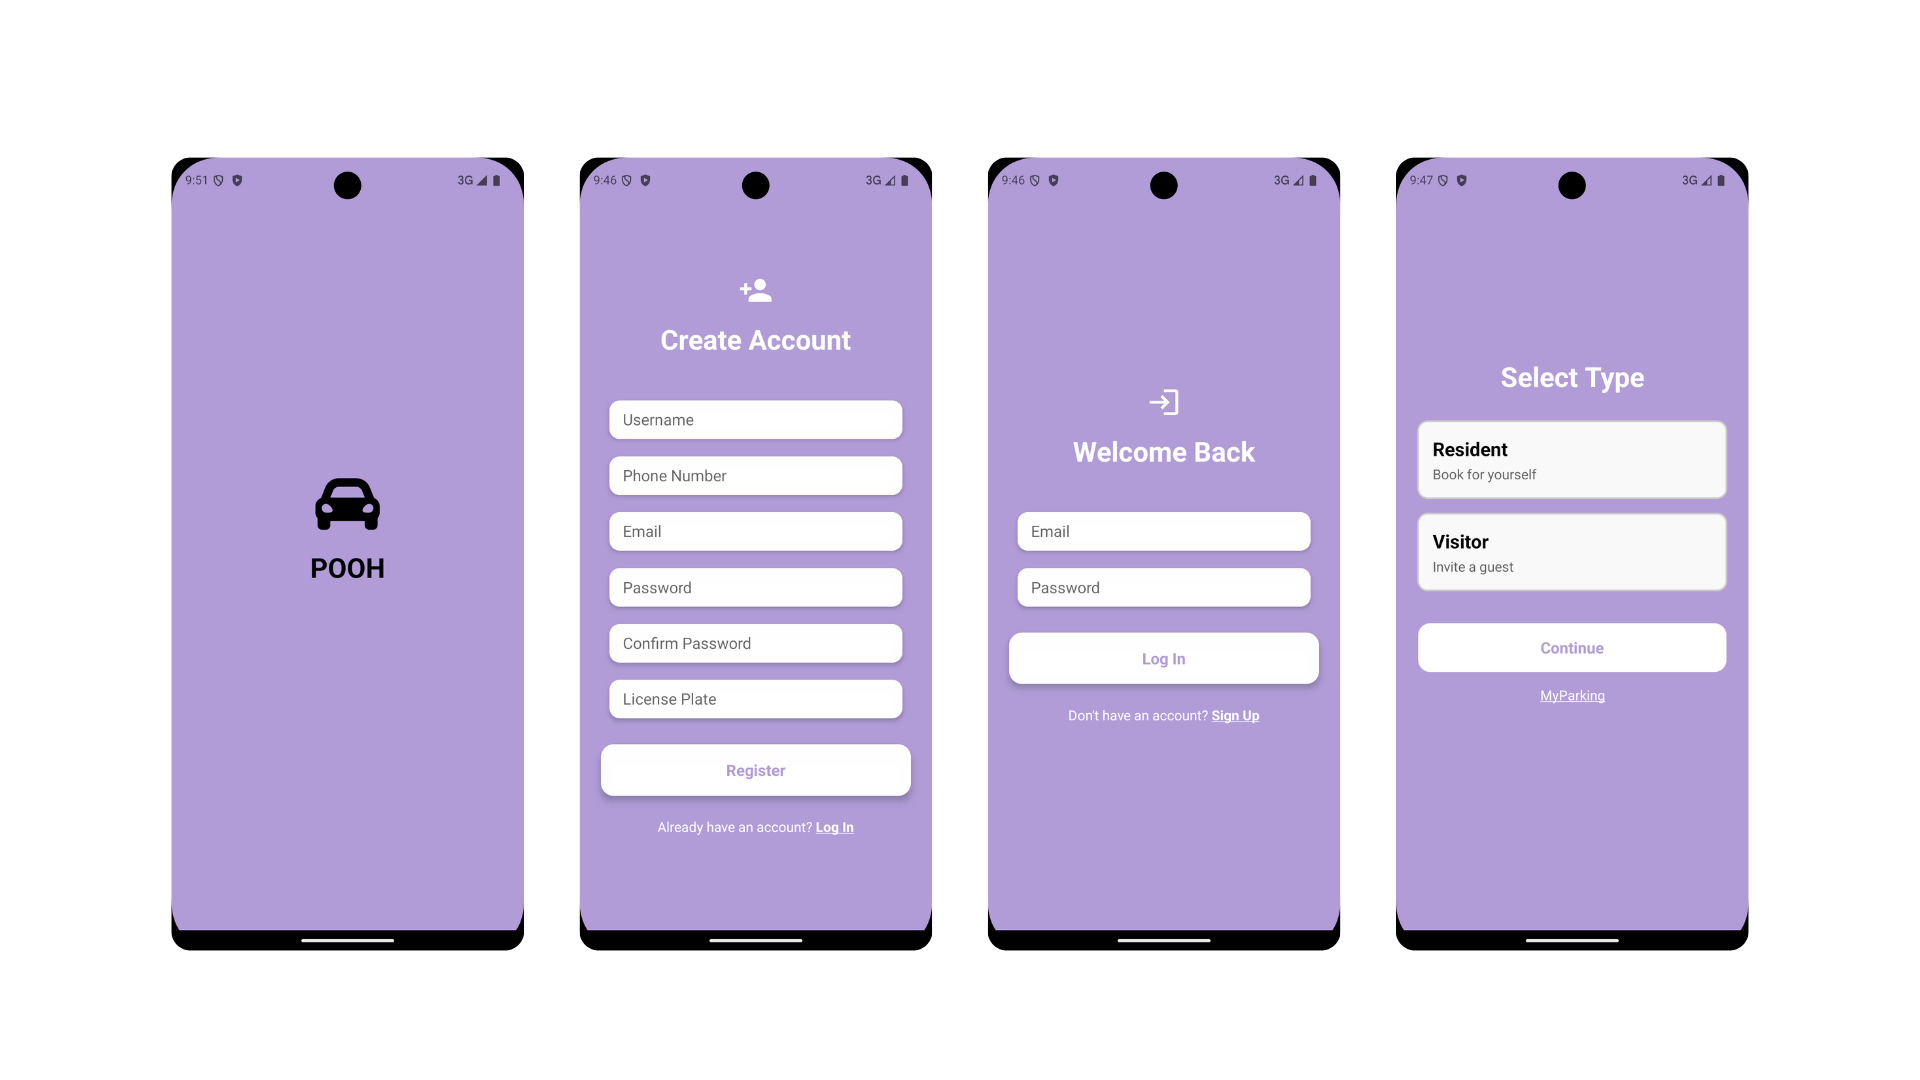 9:51
3G
POOH
9:46
3G
Create Account
Username
Phone Number
Email
Password
Confirm Password
License Plate
Register
Already have an account? Log In
9:46
3G
Welcome Back
Email
Password
Log In
Don't have an account? Sign Up
9:47
3G
Select Type
Resident
Book for yourself
Visitor
Invite a guest
Continue
MyParking